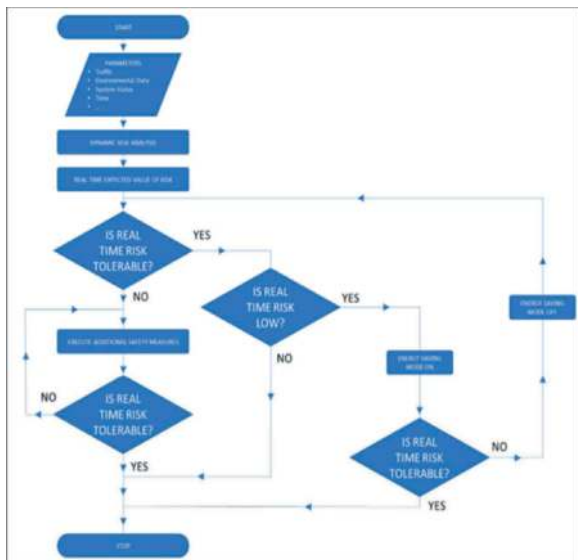 START
PARAMETERS
• Traffic
• Environmental Data
• System Status
• Time
• ...
DYNAMIC RISK ANALYSIS
REAL TIME EXPECTED VALUE OF RISK
IS REAL
TIME RISK
TOLERABLE?
YES
NO
IS REAL
TIME RISK
LOW?
YES
NO
ENERGY SAVING
MODE OFF
EXECUTE ADDITIONAL SAFETY MEASURES
ENERGY SAVING
MODE ON
IS REAL
TIME RISK
TOLERABLE?
NO
YES
IS REAL
TIME RISK
TOLERABLE?
NO
YES
STOP